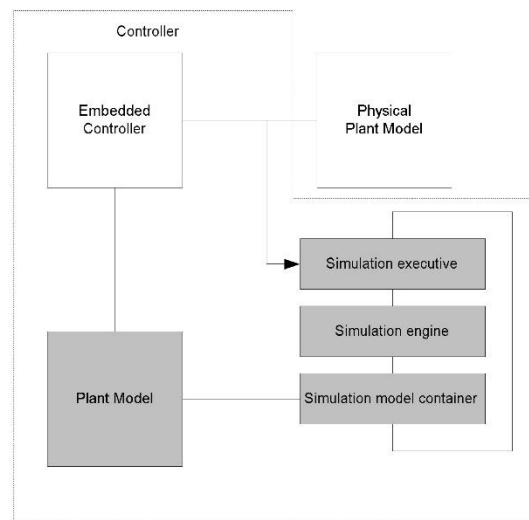 Controller
Embedded
Controller
Physical
Plant Model
Simulation executive
Simulation engine
Plant Model
Simulation model container